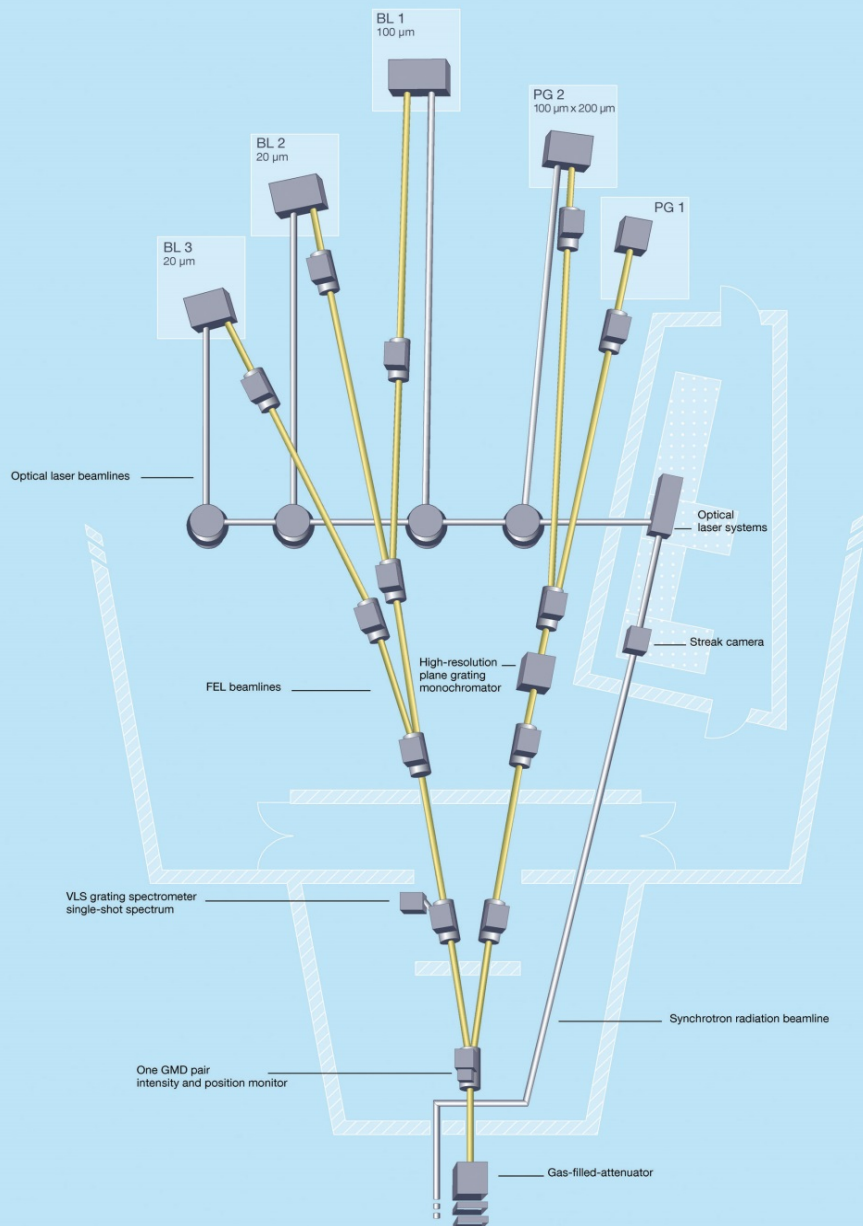 BL 1
100 µm
PG 2
100 µm x 200 µm
BL 2
20 µm
PG 1
BL 3
20 µm
Optical laser beamlines
Optical
laser systems
Streak camera
High-resolution
plane grating
monochromator
FEL beamlines
VLS grating spectrometer
single-shot spectrum
Synchrotron radiation beamline
One GMD pair
intensity and position monitor
Gas-filled-attenuator